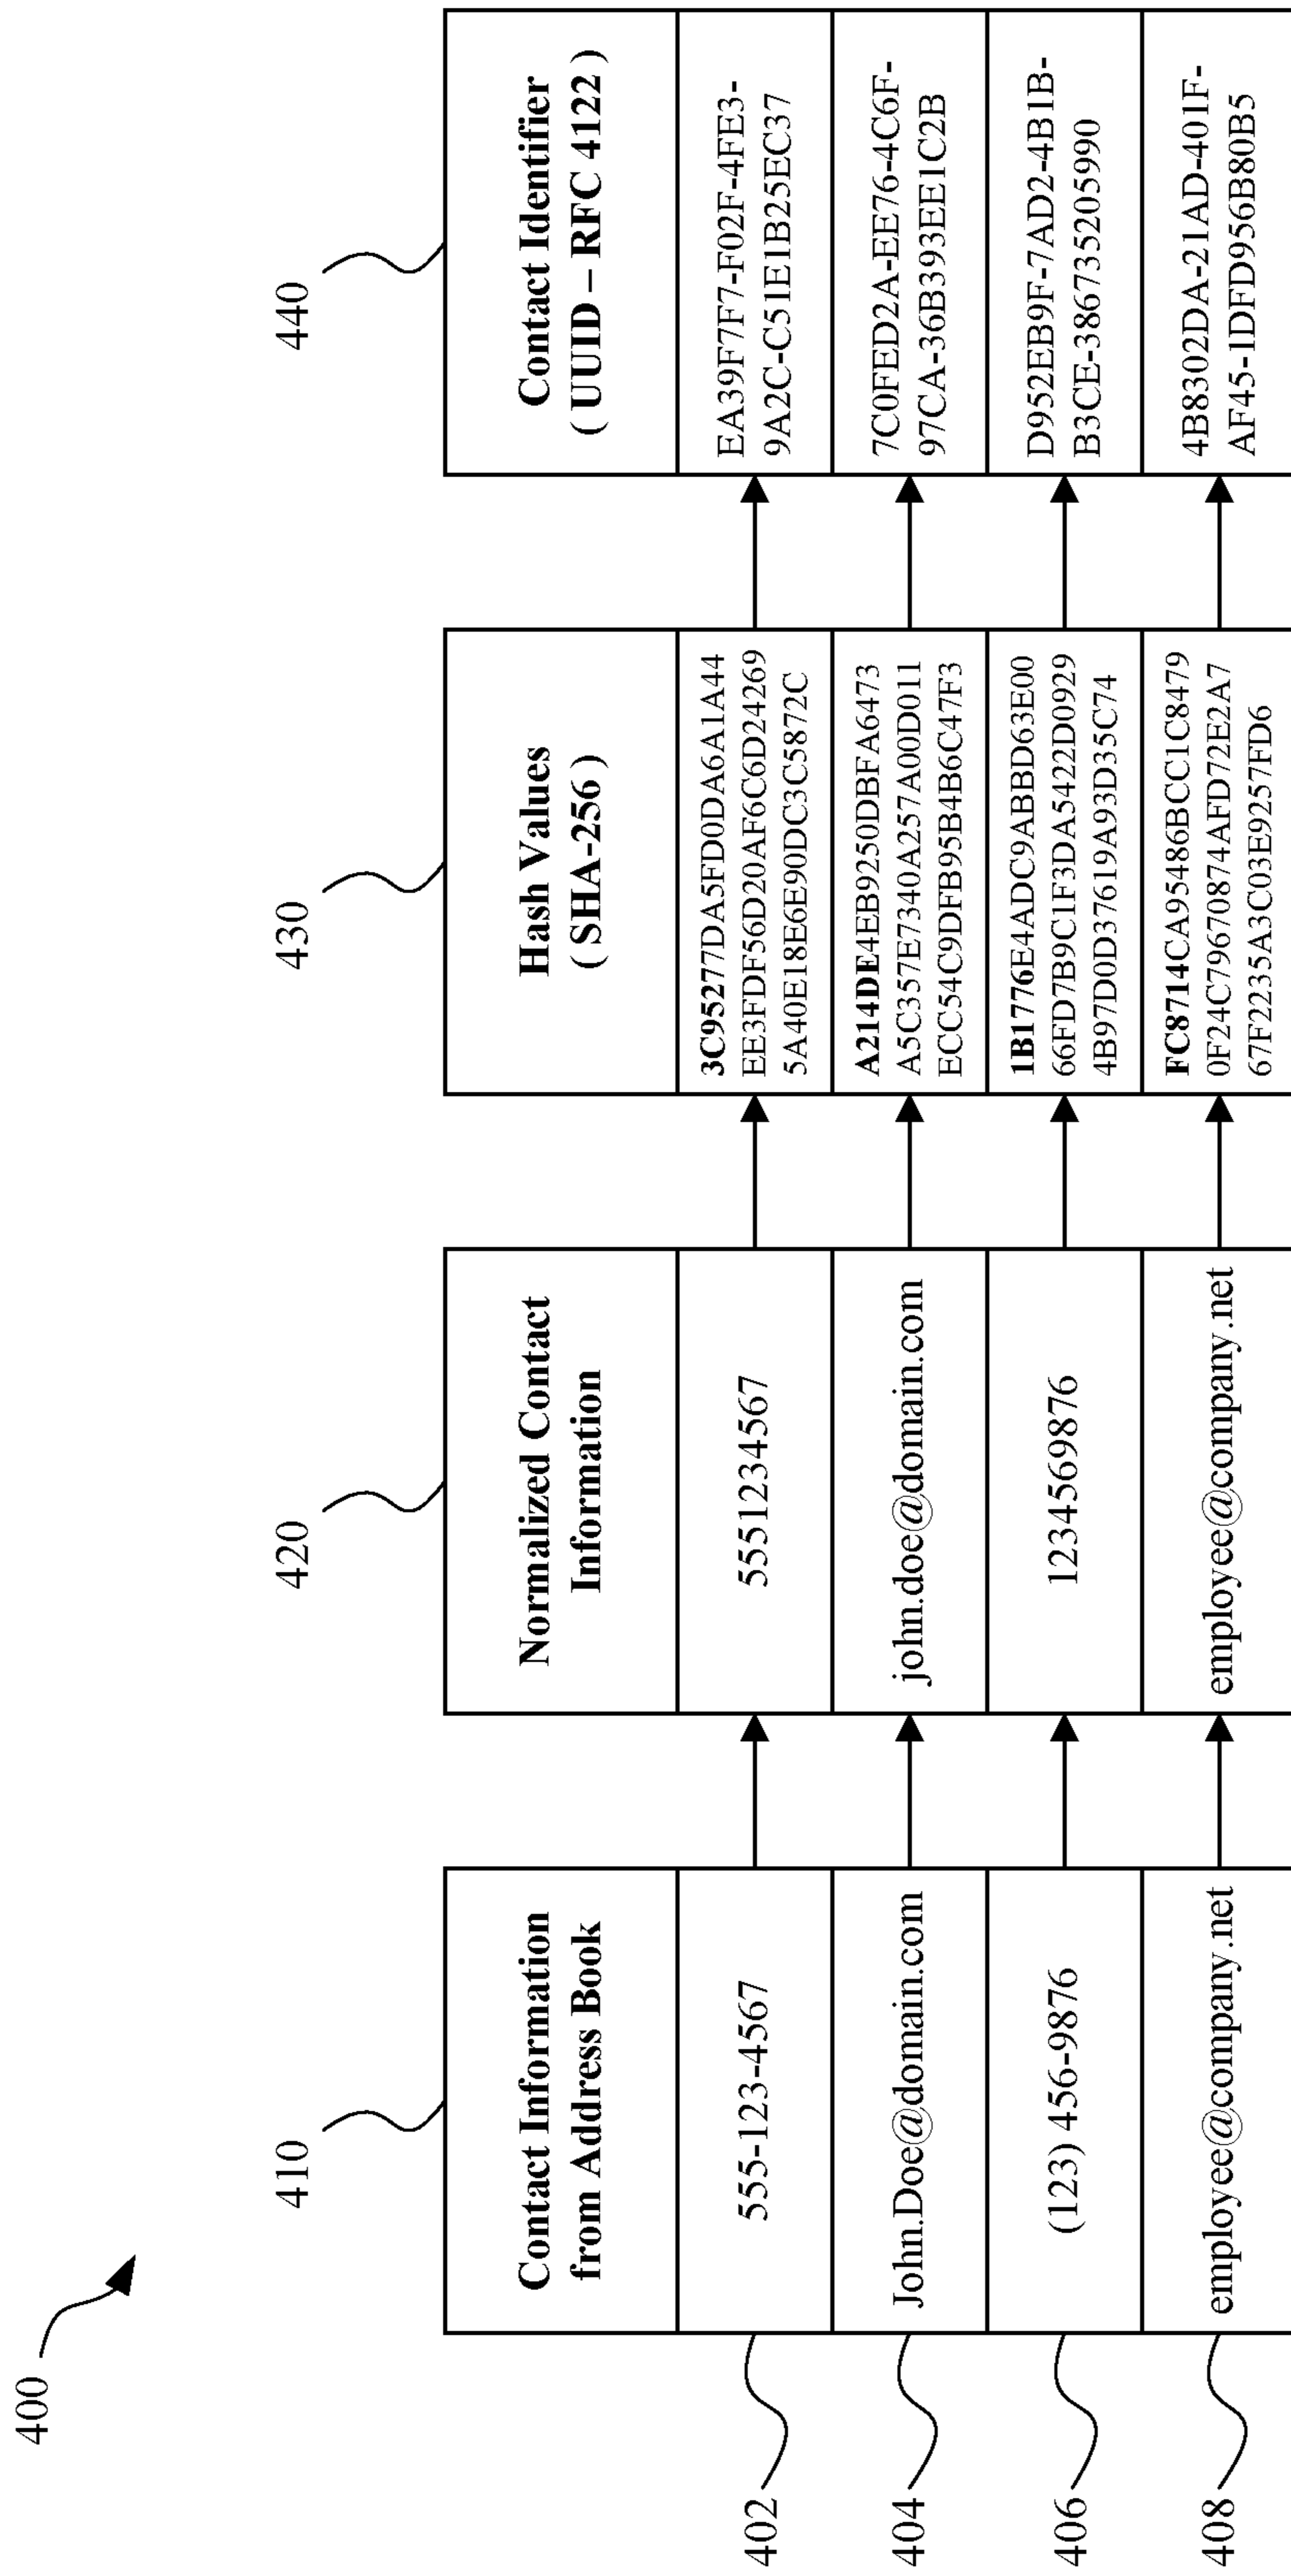 400
410
Contact Information
from Address Book
420
Normalized Contact
Information
430
Hash Values
( SHA-256 )
440
Contact Identifier
( UUID – RFC 4122 )
402
555-123-4567
5551234567
3C95277DA5FD0DA6A1A44
EE3FDF56D20AF6C6D24269
5A40E18E6E90DC3C5872C
EA39F7F7-F02F-4FE3-
9A2C-C51E1B25EC37
404
John.Doe@domain.com
john.doe@domain.com
A214DE4EB9250DBFA6473
A5C357E7340A257A00D011
ECC54C9DFB95B4B6C47F3
7C0FED2A-EE76-4C6F-
97CA-36B393EE1C2B
406
(123) 456-9876
1234569876
1B1776E4ADC9ABBD63E00
66FD7B9C1F3DA5422D0929
4B97D0D37619A93D35C74
D952EB9F-7AD2-4B1B-
B3CE-386735205990
408
employee@company.net
employee@company.net
FC8714CA95486BCC1C8479
0F24C79670874AFD72E2A7
67F2235A3C03E9257FD6
4B8302DA-21AD-401F-
AF45-1DFD956B80B5